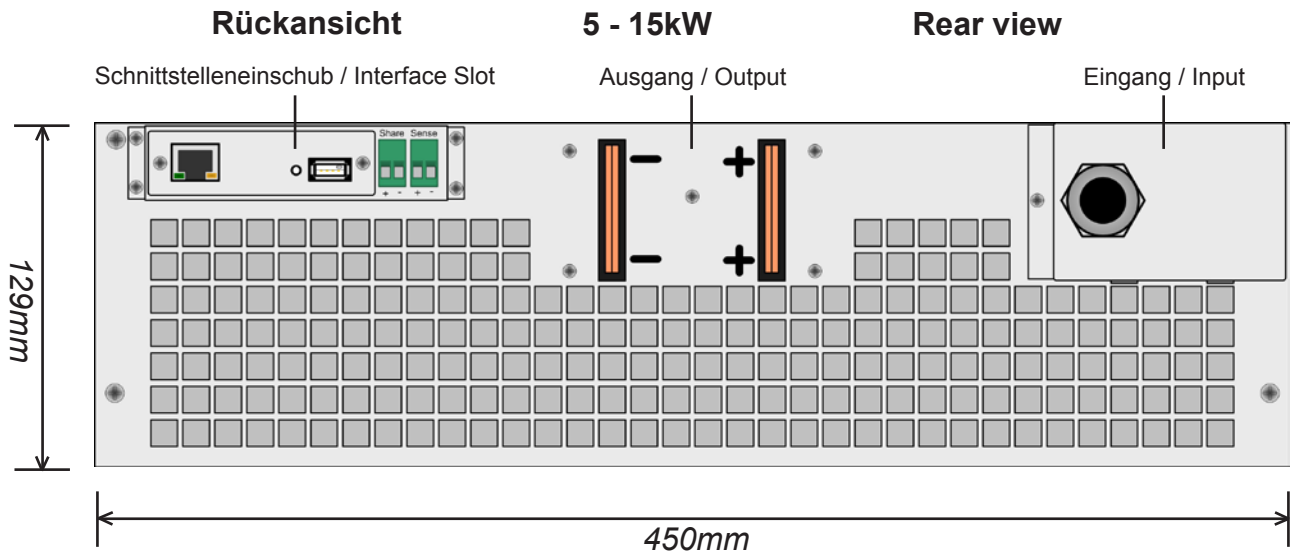 Rückansicht 5 - 15kW Rear view
Schnittstelleneinschub / Interface Slot Ausgang / Output Eingang / Input
Share Sense
− +
+ - + -
− +
129mm
450mm